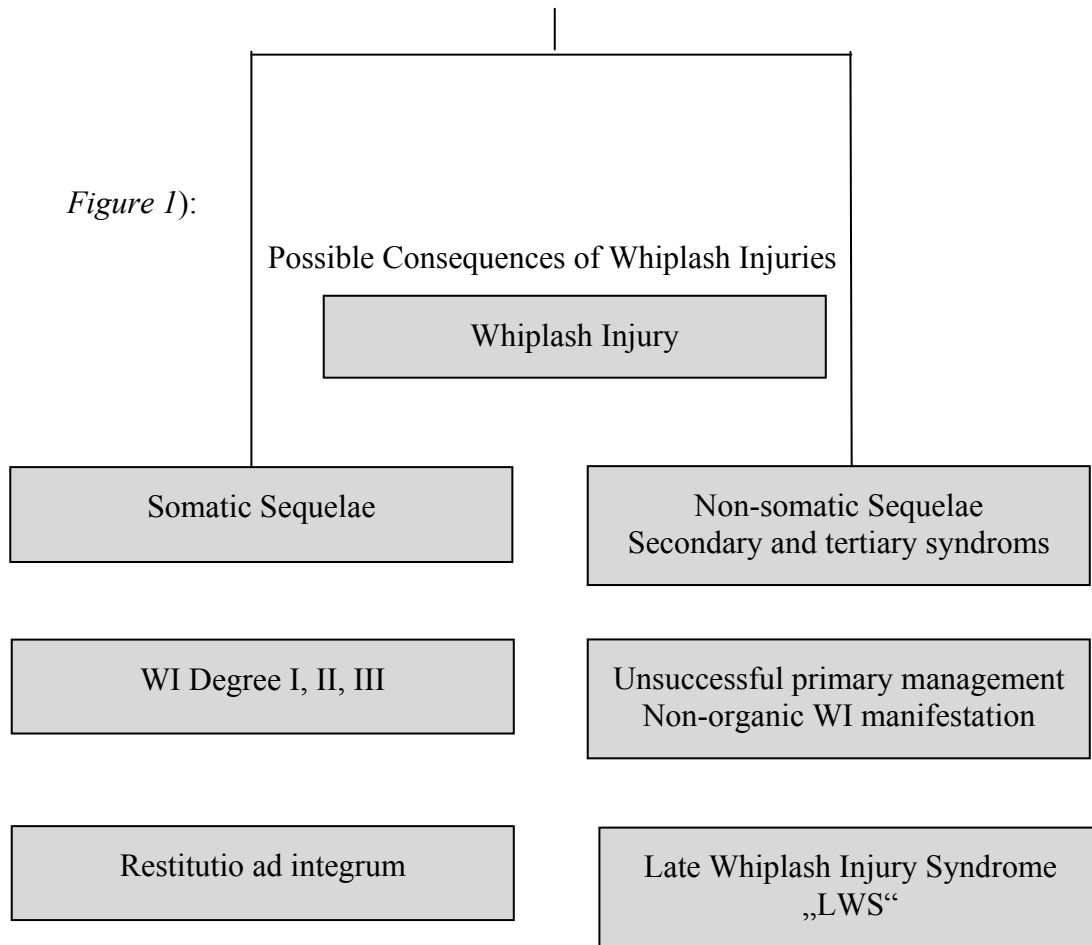 Figure 1):
Possible Consequences of Whiplash Injuries
Whiplash Injury
Somatic Sequelae
Non-somatic Sequelae
Secondary and tertiary syndroms
WI Degree I, II, III
Unsuccessful primary management
Non-organic WI manifestation
Restitutio ad integrum
Late Whiplash Injury Syndrome
„LWS“